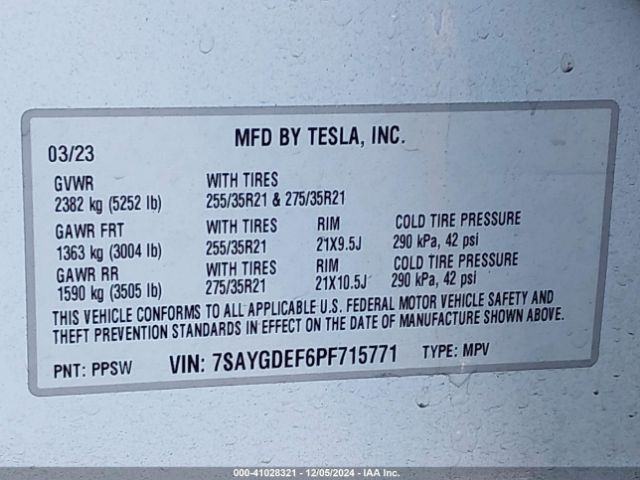 MFD BY TESLA, INC.
03/23
GVWR WITH TIRES
2382 kg (5252 lb) 255/35R21 & 275/35R21
GAWR FRT WITH TIRES RIM COLD TIRE PRESSURE
1363 kg (3004 lb) 255/35R21 21X9.5J 290 kPa, 42 psi
GAWR RR WITH TIRES RIM COLD TIRE PRESSURE
1590 kg (3505 lb) 275/35R21 21X10.5J 290 kPa, 42 psi
THIS VEHICLE CONFORMS TO ALL APPLICABLE U.S. FEDERAL MOTOR VEHICLE SAFETY AND
THEFT PREVENTION STANDARDS IN EFFECT ON THE DATE OF MANUFACTURE SHOWN ABOVE.
PNT: PPSW VIN: 7SAYGDEF6PF715771 TYPE: MPV
000-41028321 - 12/05/2024 - IAA Inc.